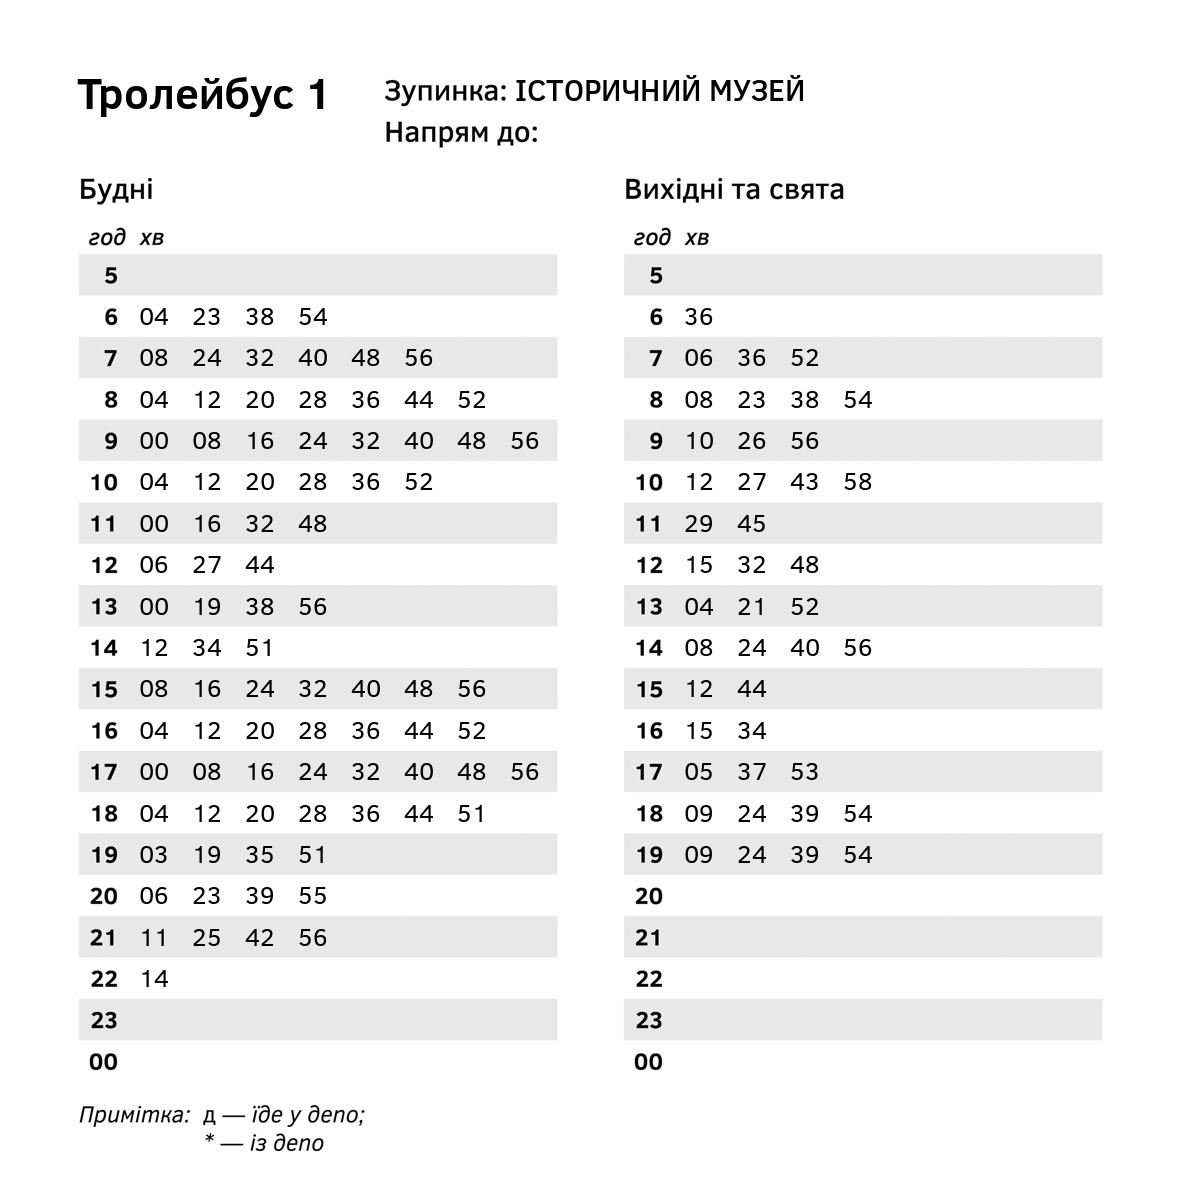 Тролейбус 1
Зупинка: ІСТОРИЧНИЙ МУЗЕЙ
Напрям до:
Будні
год хв
5
6 04 23 38 54
7 08 24 32 40 48 56
8 04 12 20 28 36 44 52
9 00 08 16 24 32 40 48 56
10 04 12 20 28 36 52
11 00 16 32 48
12 06 27 44
13 00 19 38 56
14 12 34 51
15 08 16 24 32 40 48 56
16 04 12 20 28 36 44 52
17 00 08 16 24 32 40 48 56
18 04 12 20 28 36 44 51
19 03 19 35 51
20 06 23 39 55
21 11 25 42 56
22 14
23
00
Вихідні та свята
год хв
5
6 36
7 06 36 52
8 08 23 38 54
9 10 26 56
10 12 27 43 58
11 29 45
12 15 32 48
13 04 21 52
14 08 24 40 56
15 12 44
16 15 34
17 05 37 53
18 09 24 39 54
19 09 24 39 54
20
21
22
23
00
Примітка: д — їде у депо;
* — із депо